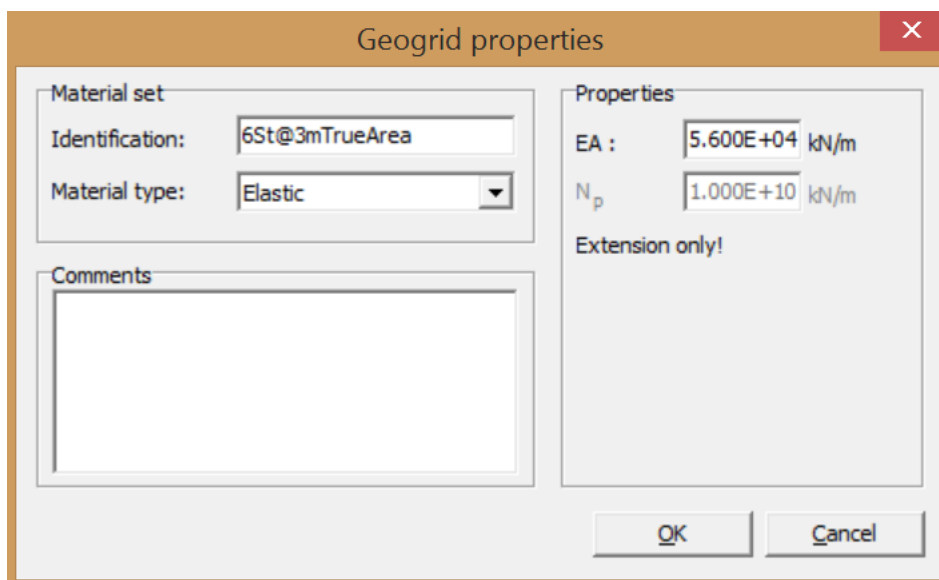 Geogrid properties
Material set
Identification: 6St@3mTrueArea
Material type: Elastic
Comments
Properties
EA : 5.600E+04 kN/m
Np 1.000E+10 kN/m
Extension only!
OK Cancel